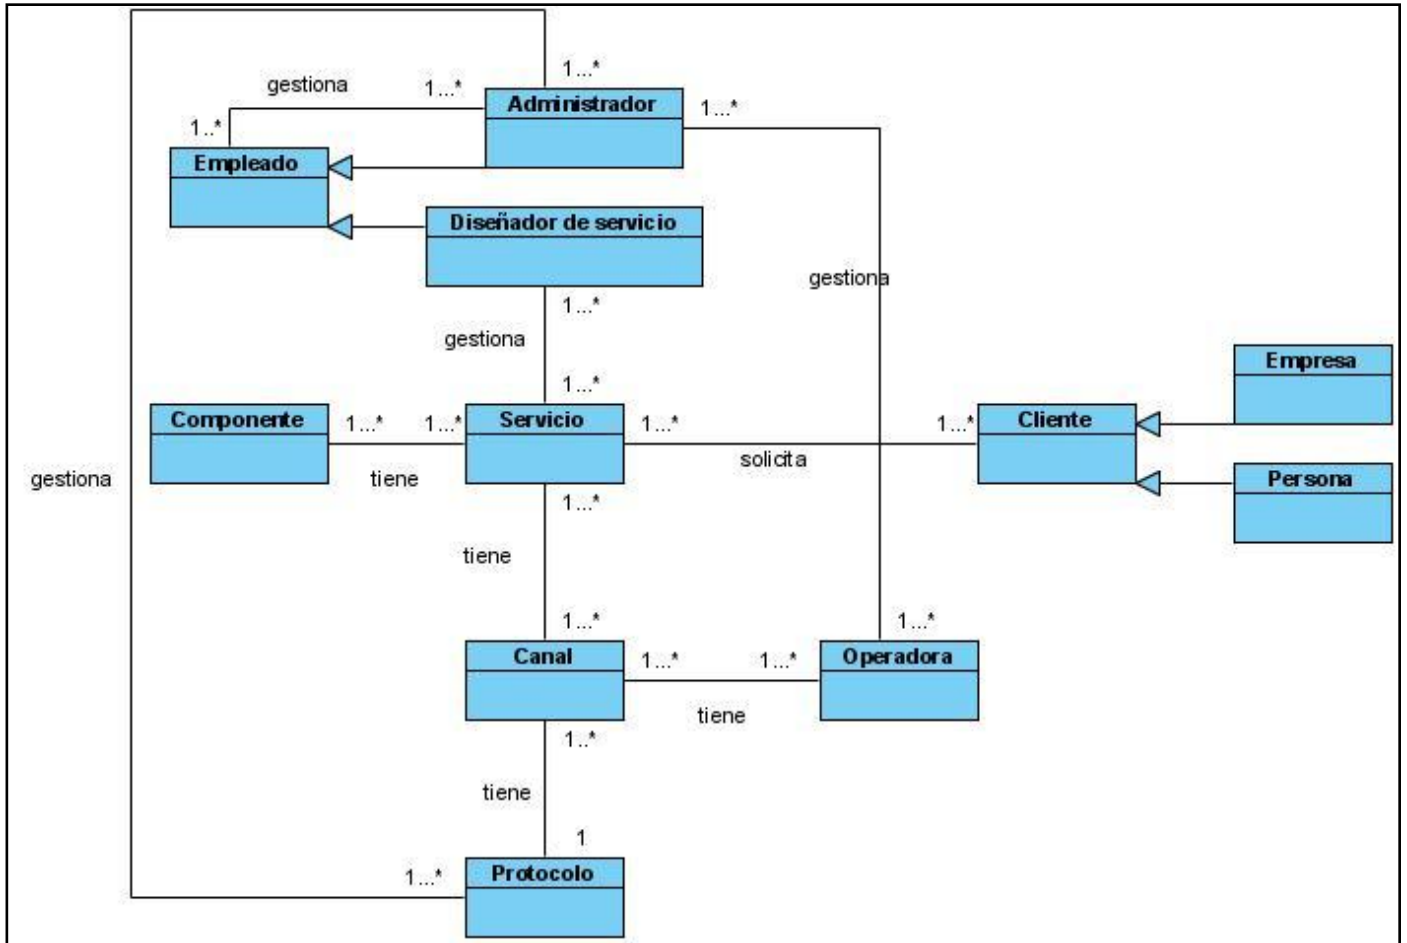 1...*
gestiona
1...*
Administrador
1...*
1..*
Empleado
Diseñador de servicio
gestiona
1...*
gestiona
Empresa
1...*
Componente
1...*
1...*
Servicio
1...*
1...*
Cliente
solicita
gestiona
tiene
Persona
1...*
tiene
1...*
1...*
Canal
1...*
1...*
Operadora
tiene
1..*
tiene
1
Protocolo
1...*